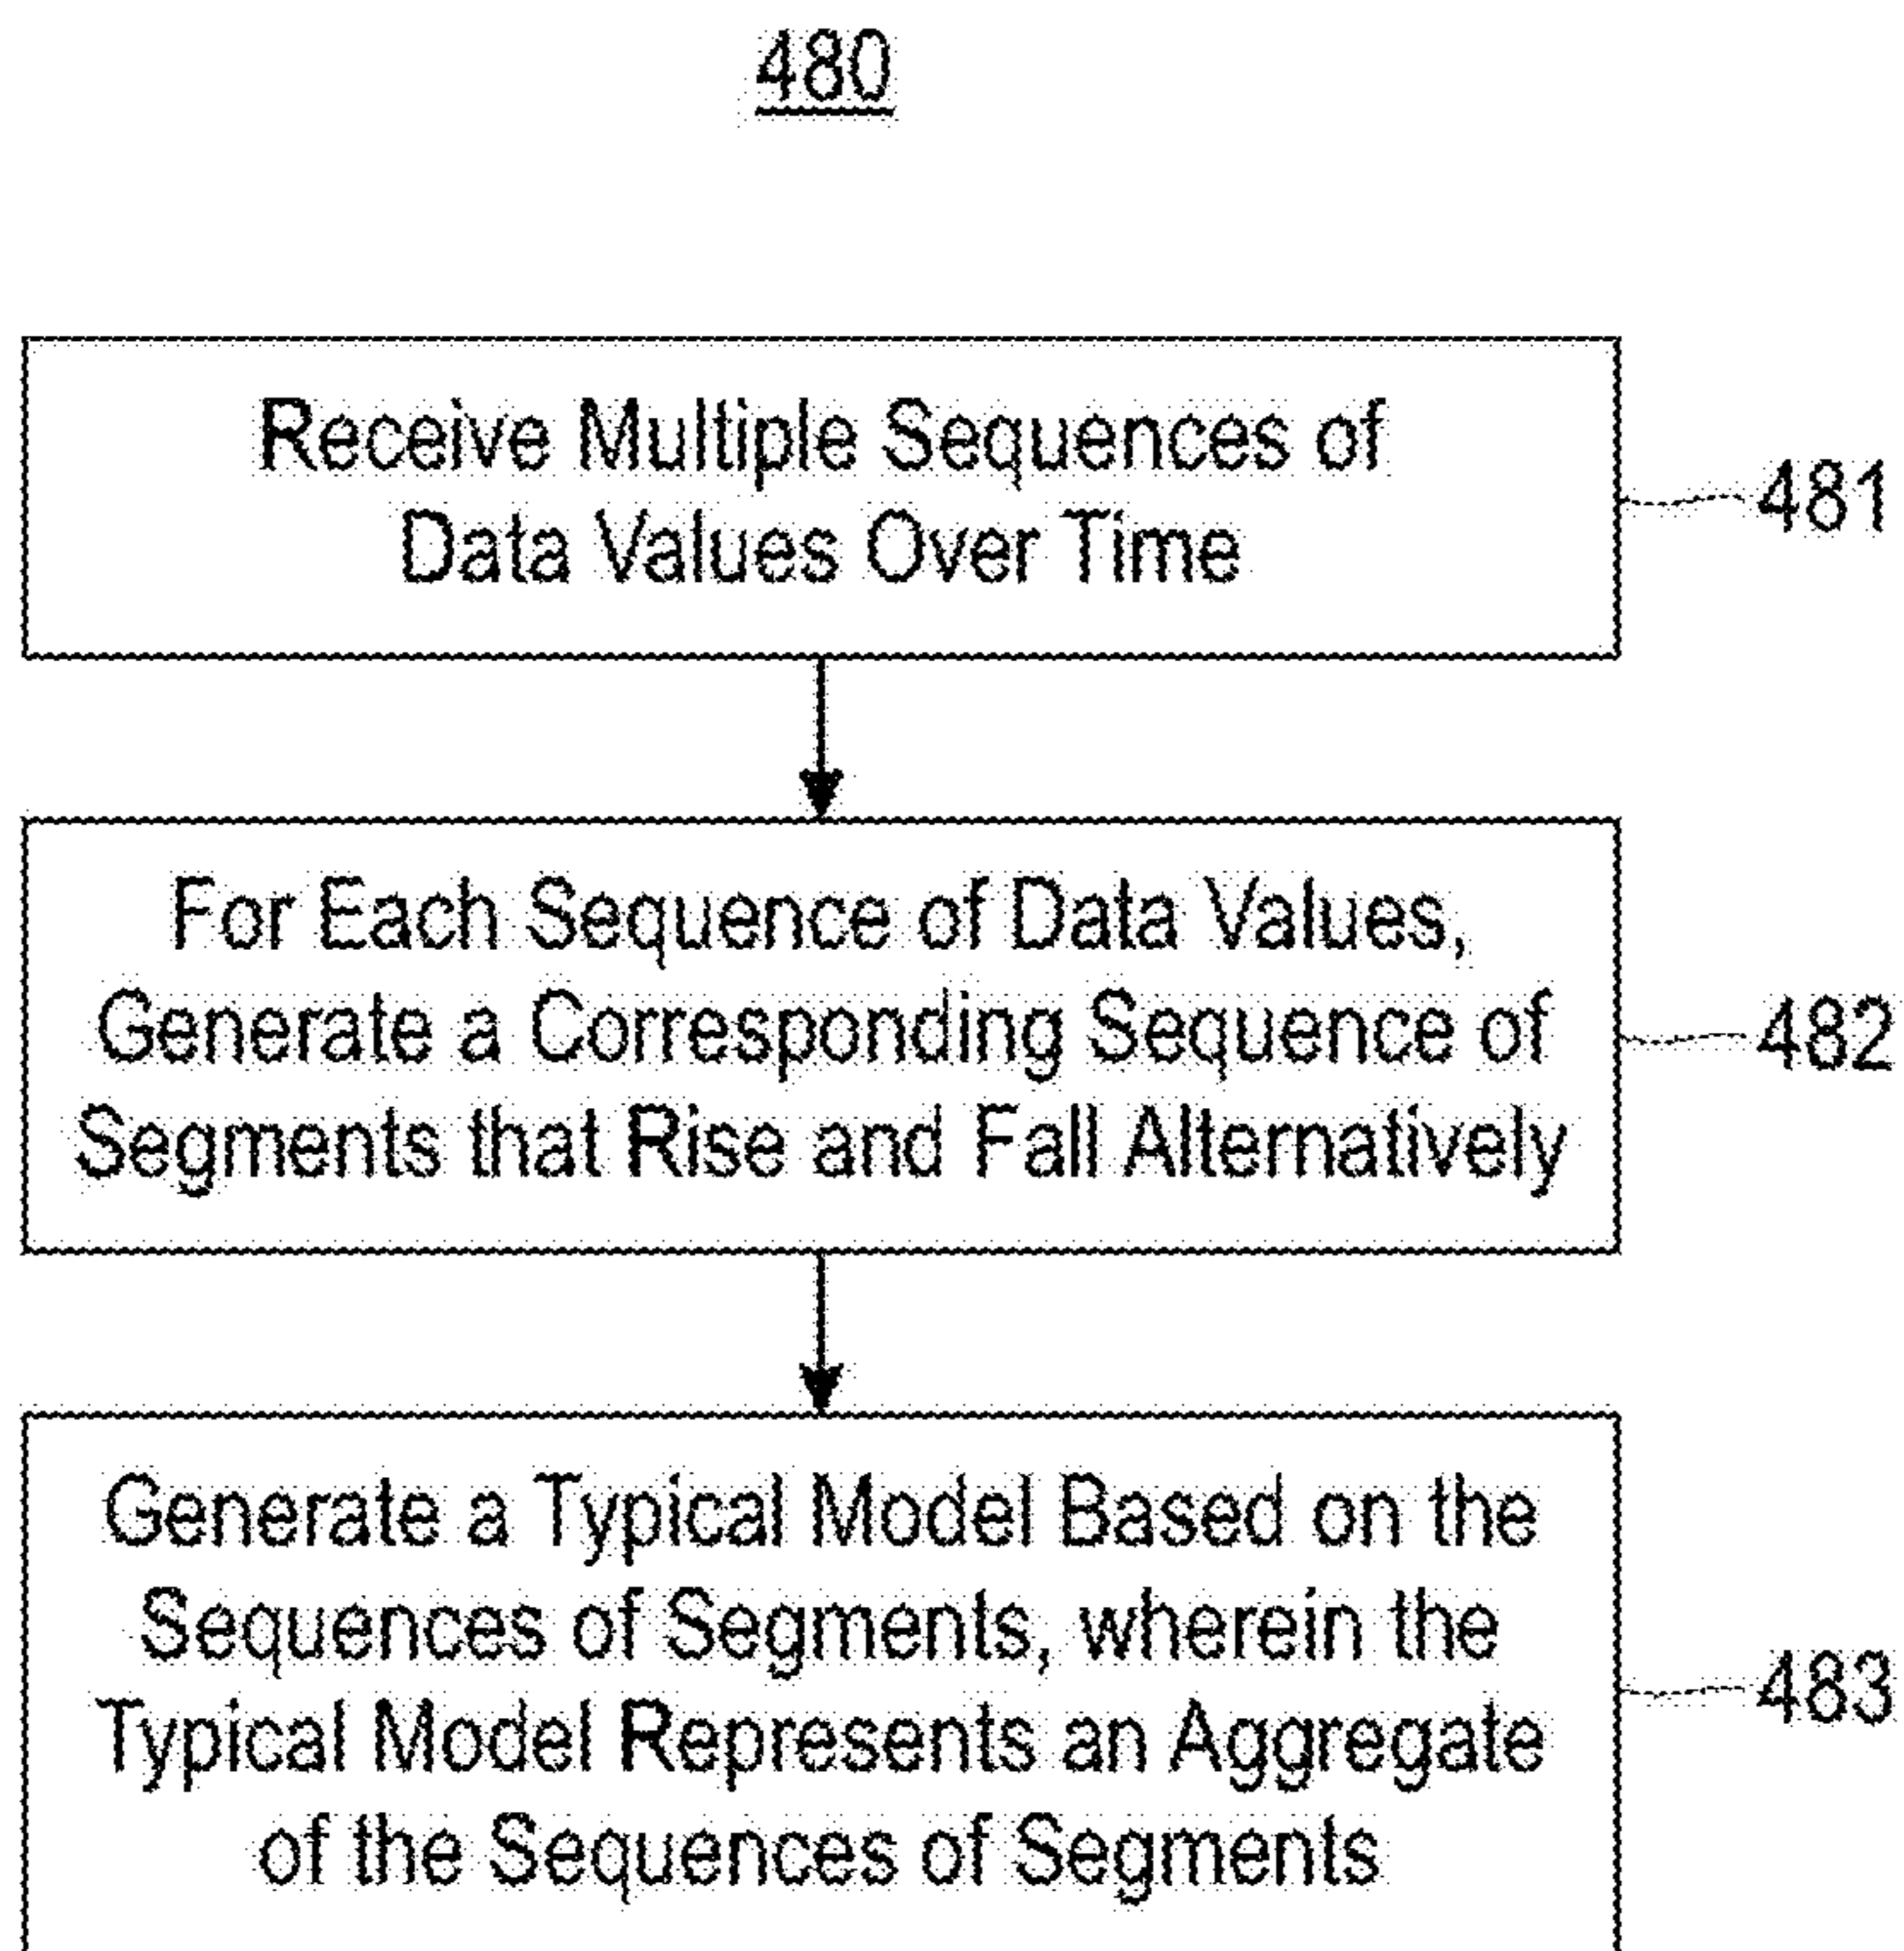 480
Receive Multiple Sequences of
Data Values Over Time
481
For Each Sequence of Data Values,
Generate a Corresponding Sequence of
Segments that Rise and Fall Alternatively
482
Generate a Typical Model Based on the
Sequences of Segments, wherein the
Typical Model Represents an Aggregate
of the Sequences of Segments
483